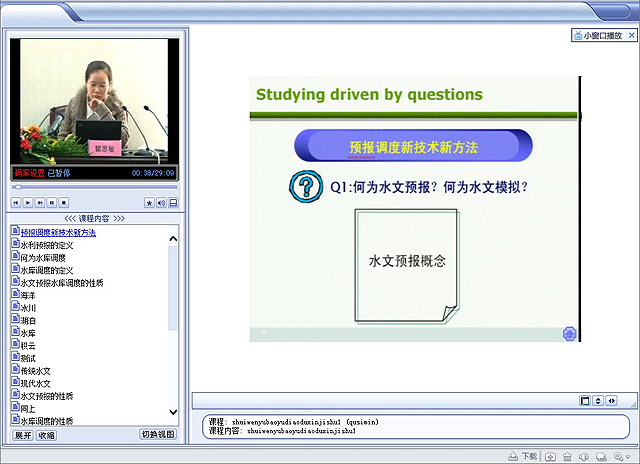 小窗口播放
Studying driven by questions
预报调度新技术新方法
Q1:何为水文预报？何为水文模拟？
水文预报概念
瞿思敏
码率设置 已暂停 00:38/29:09
<<< 课程内容 >>>
预报调度新技术新方法
水利预报的定义
何为水库调度
水库调度的定义
水文预报水库调度的性质
海洋
冰川
湖泊
水库
积云
测试
传统水文
现代水文
水文预报的性质
同上
水库调度的性质
展开 收缩 切换视图
课程: shuiwenyubaoyudiaoduxinjishu1 (qusimin)
课程内容: shuiwenyubaoyudiaoduxinjishu1
下载